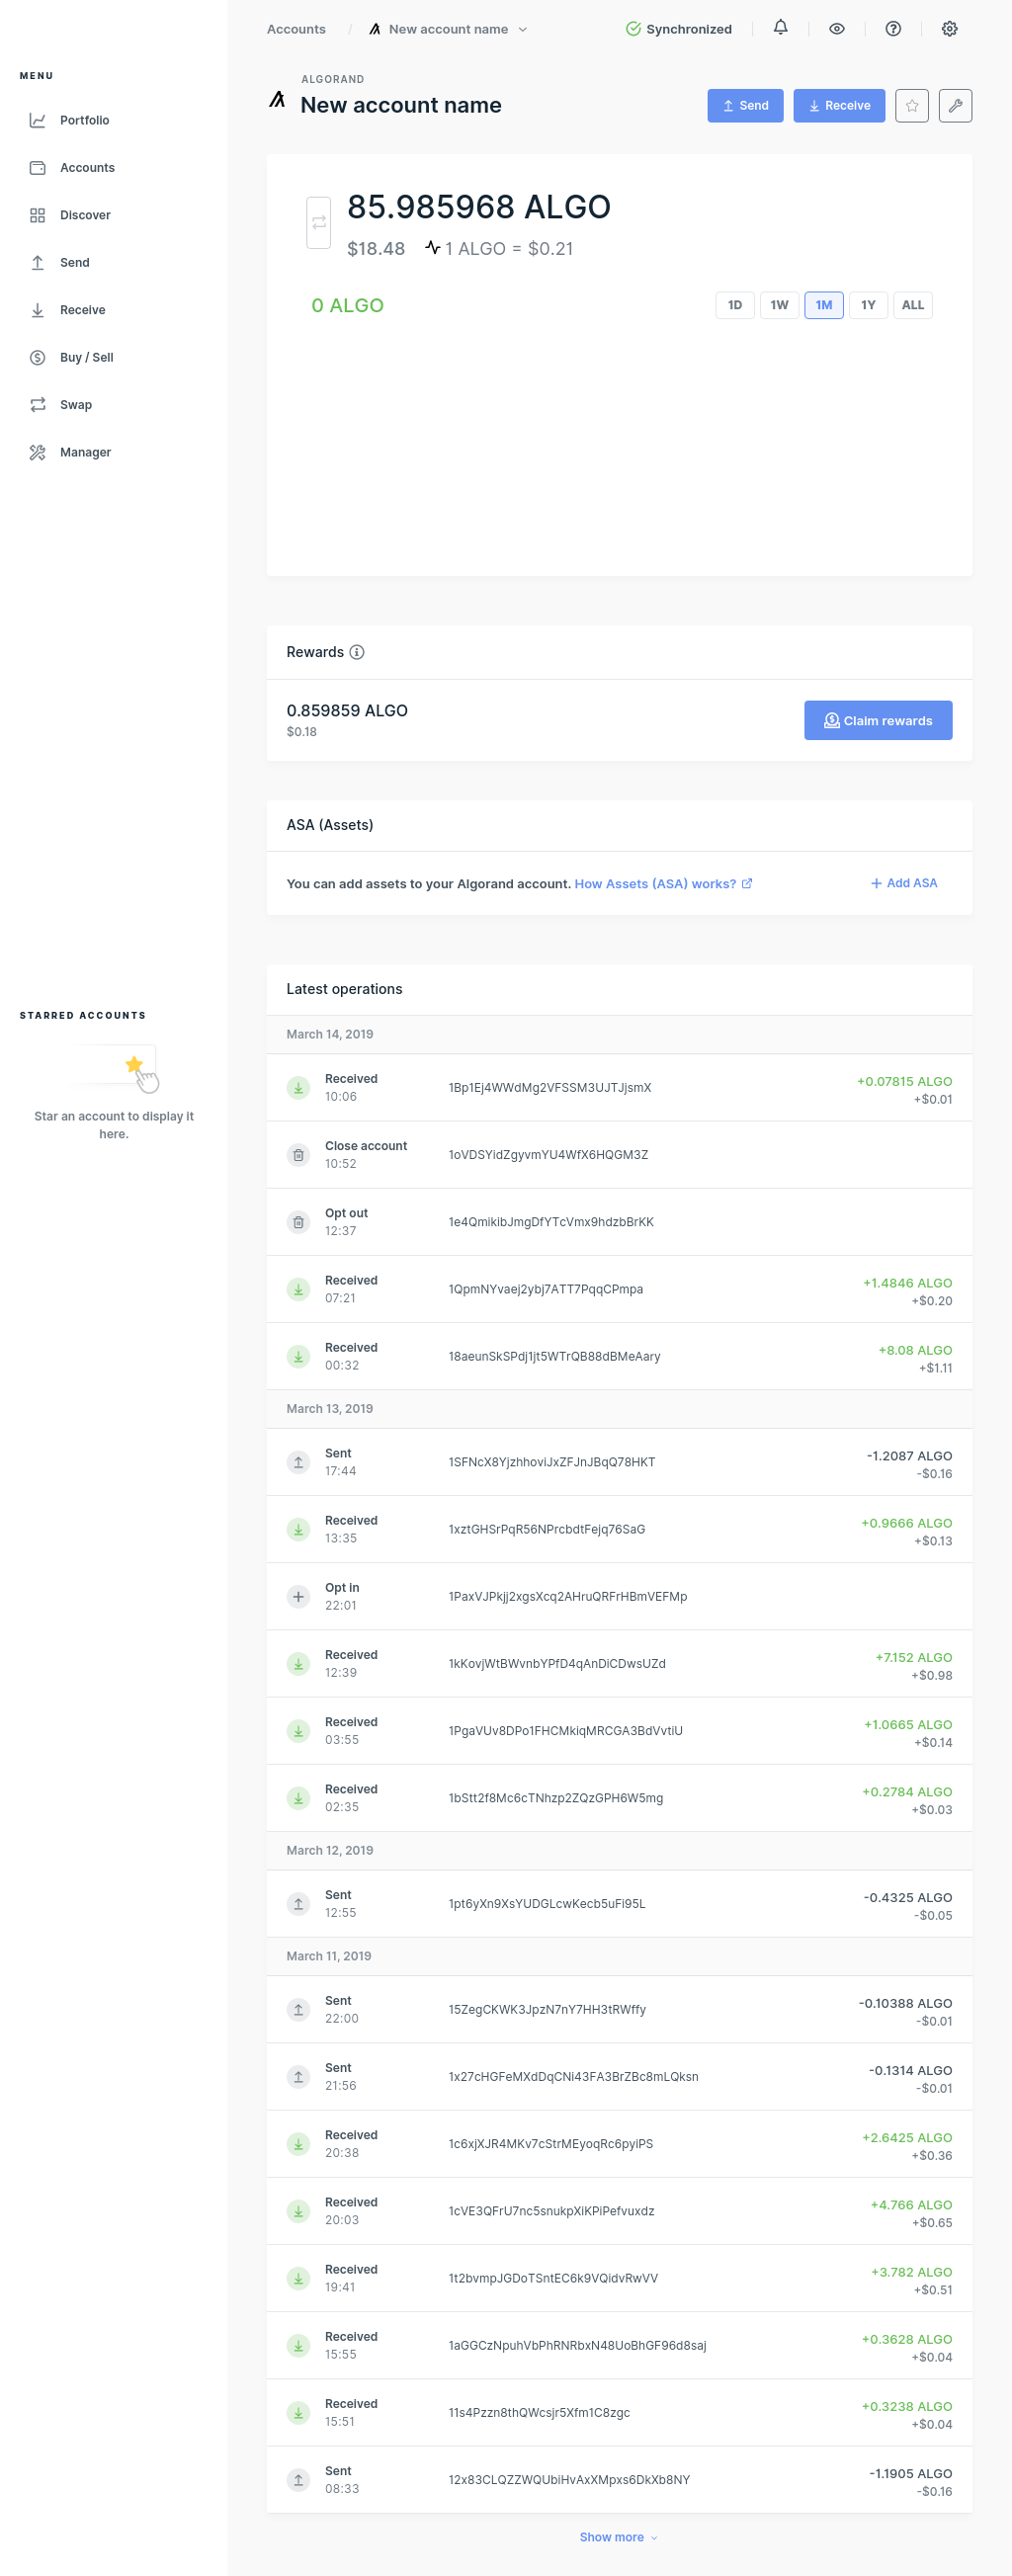 Accounts / New account name
Synchronized
MENU
Portfolio
Accounts
Discover
Send
Receive
Buy / Sell
Swap
Manager
STARRED ACCOUNTS
Star an account to display it
here.
ALGORAND
New account name
Send
Receive
85.985968 ALGO
$18.48 1 ALGO = $0.21
0 ALGO
1D 1W 1M 1Y ALL
Rewards
0.859859 ALGO
$0.18
Claim rewards
ASA (Assets)
You can add assets to your Algorand account. How Assets (ASA) works?
Add ASA
Latest operations
March 14, 2019
Received
10:06
1Bp1Ej4WWdMg2VFSSM3UJTJjsmX
+0.07815 ALGO
+$0.01
Close account
10:52
1oVDSYidZgyvmYU4WfX6HQGM3Z
Opt out
12:37
1e4QmikibJmgDfYTcVmx9hdzbBrKK
Received
07:21
1QpmNYvaej2ybj7ATT7PqqCPmpa
+1.4846 ALGO
+$0.20
Received
00:32
18aeunSkSPdj1jt5WTrQB88dBMeAary
+8.08 ALGO
+$1.11
March 13, 2019
Sent
17:44
1SFNcX8YjzhhoviJxZFJnJBqQ78HKT
-1.2087 ALGO
-$0.16
Received
13:35
1xztGHSrPqR56NPrcbdtFejq76SaG
+0.9666 ALGO
+$0.13
Opt in
22:01
1PaxVJPkjj2xgsXcq2AHruQRFrHBmVEFMp
Received
12:39
1kKovjWtBWvnbYPfD4qAnDiCDwsUZd
+7.152 ALGO
+$0.98
Received
03:55
1PgaVUv8DPo1FHCMkiqMRCGA3BdVvtiU
+1.0665 ALGO
+$0.14
Received
02:35
1bStt2f8Mc6cTNhzp2ZQzGPH6W5mg
+0.2784 ALGO
+$0.03
March 12, 2019
Sent
12:55
1pt6yXn9XsYUDGLcwKecb5uFi95L
-0.4325 ALGO
-$0.05
March 11, 2019
Sent
22:00
15ZegCKWK3JpzN7nY7HH3tRWffy
-0.10388 ALGO
-$0.01
Sent
21:56
1x27cHGFeMXdDqCNi43FA3BrZBc8mLQksn
-0.1314 ALGO
-$0.01
Received
20:38
1c6xjXJR4MKv7cStrMEyoqRc6pyiPS
+2.6425 ALGO
+$0.36
Received
20:03
1cVE3QFrU7nc5snukpXiKPiPefvuxdz
+4.766 ALGO
+$0.65
Received
19:41
1t2bvmpJGDoTSntEC6k9VQidvRwVV
+3.782 ALGO
+$0.51
Received
15:55
1aGGCzNpuhVbPhRNRbxN48UoBhGF96d8saj
+0.3628 ALGO
+$0.04
Received
15:51
11s4Pzzn8thQWcsjr5Xfm1C8zgc
+0.3238 ALGO
+$0.04
Sent
08:33
12x83CLQZZWQUbiHvAxXMpxs6DkXb8NY
-1.1905 ALGO
-$0.16
Show more